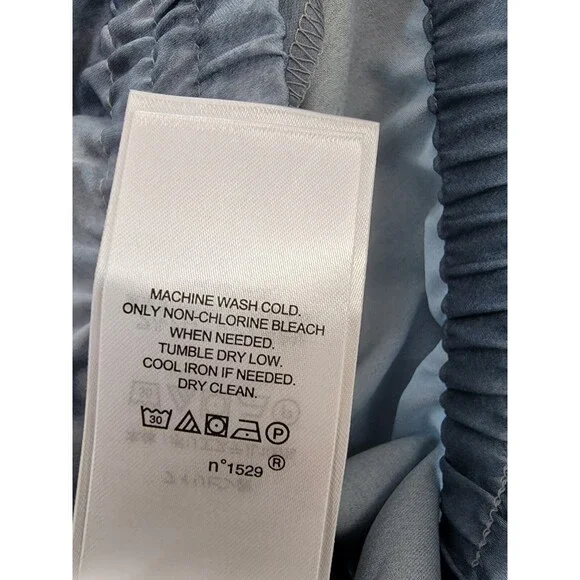 MACHINE WASH COLD.
ONLY NON-CHLORINE BLEACH
WHEN NEEDED.
TUMBLE DRY LOW.
COOL IRON IF NEEDED.
DRY CLEAN.
30 P
n°1529 ®